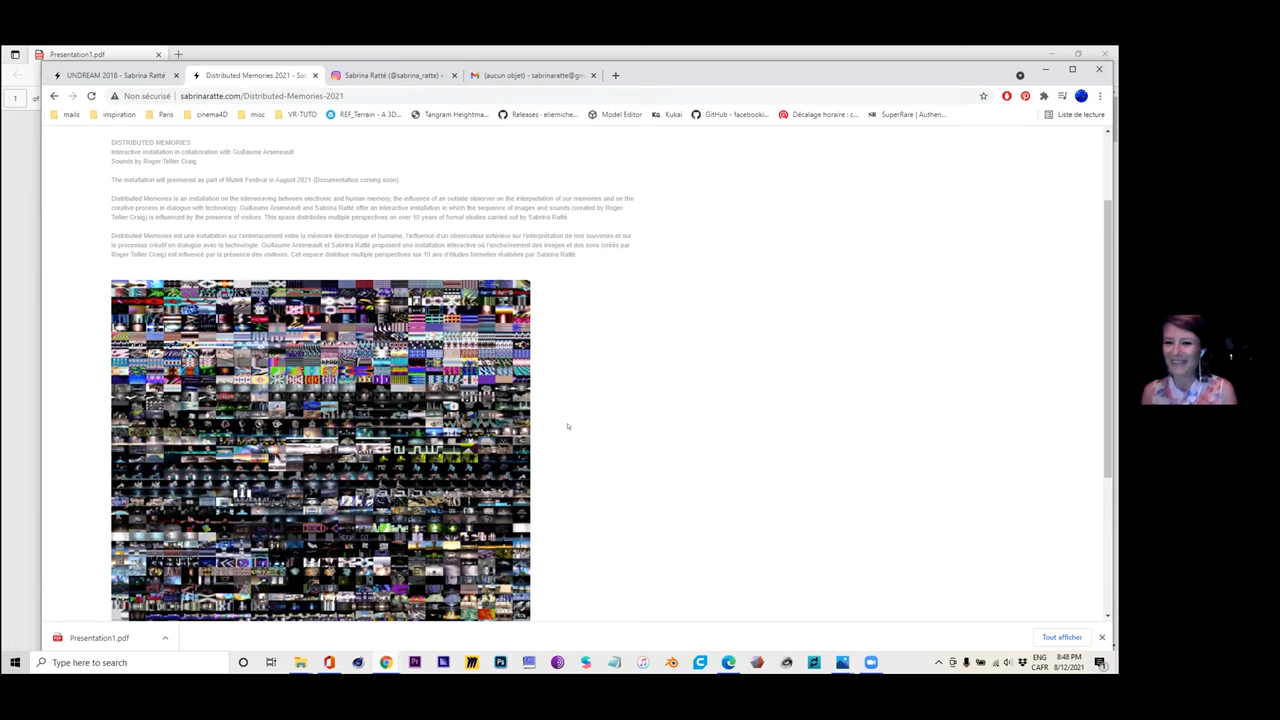 Presentation1.pdf
UNDREAM 2018 - Sabrina Ratté
Distributed Memories 2021 - Sab
Sabrina Ratté (@sabrina_ratte) •
(aucun objet) - sabrinaratte@gm
1 of
Non sécurisé
sabrinaratte.com/Distributed-Memories-2021
mails
inspiration
Paris
cinema4D
misc
VR-TUTO
REF_Terrain - A 3D...
Tangram Heightma...
Releases · eliemiche...
Model Editor
Kukai
GitHub - facebooki...
Décalage horaire : c...
SuperRare | Authen...
Liste de lecture
DISTRIBUTED MEMORIES
Interactive installation in collaboration with Guillaume Arseneault
Sounds by Roger Tellier Craig
The installation will premiered as part of Mutek Festival in August 2021 (Documentation coming soon)
Distributed Memories is an installation on the interweaving between electronic and human memory, the influence of an outside observer on the interpretation of our memories and on the
creative process in dialogue with technology. Guillaume Arseneault and Sabrina Ratté offer an interactive installation in which the sequence of images and sounds (created by Roger
Tellier Craig) is influenced by the presence of visitors. This space distributes multiple perspectives on over 10 years of formal studies carried out by Sabrina Ratté.
Distributed Memories est une installation sur l'entrelacement entre la mémoire électronique et humaine, l'influence d'un observateur extérieur sur l'interprétation de nos souvenirs et sur
le processus créatif en dialogue avec la technologie. Guillaume Arseneault et Sabrina Ratté proposent une installation interactive où l'enchaînement des images et des sons (créés par
Roger Tellier Craig) est influencé par la présence des visiteurs. Cet espace distribue multiple perspectives sur 10 ans d'études formelles réalisées par Sabrina Ratté
Presentation1.pdf
Tout afficher
Type here to search
ENG
CAFR
8:48 PM
8/12/2021